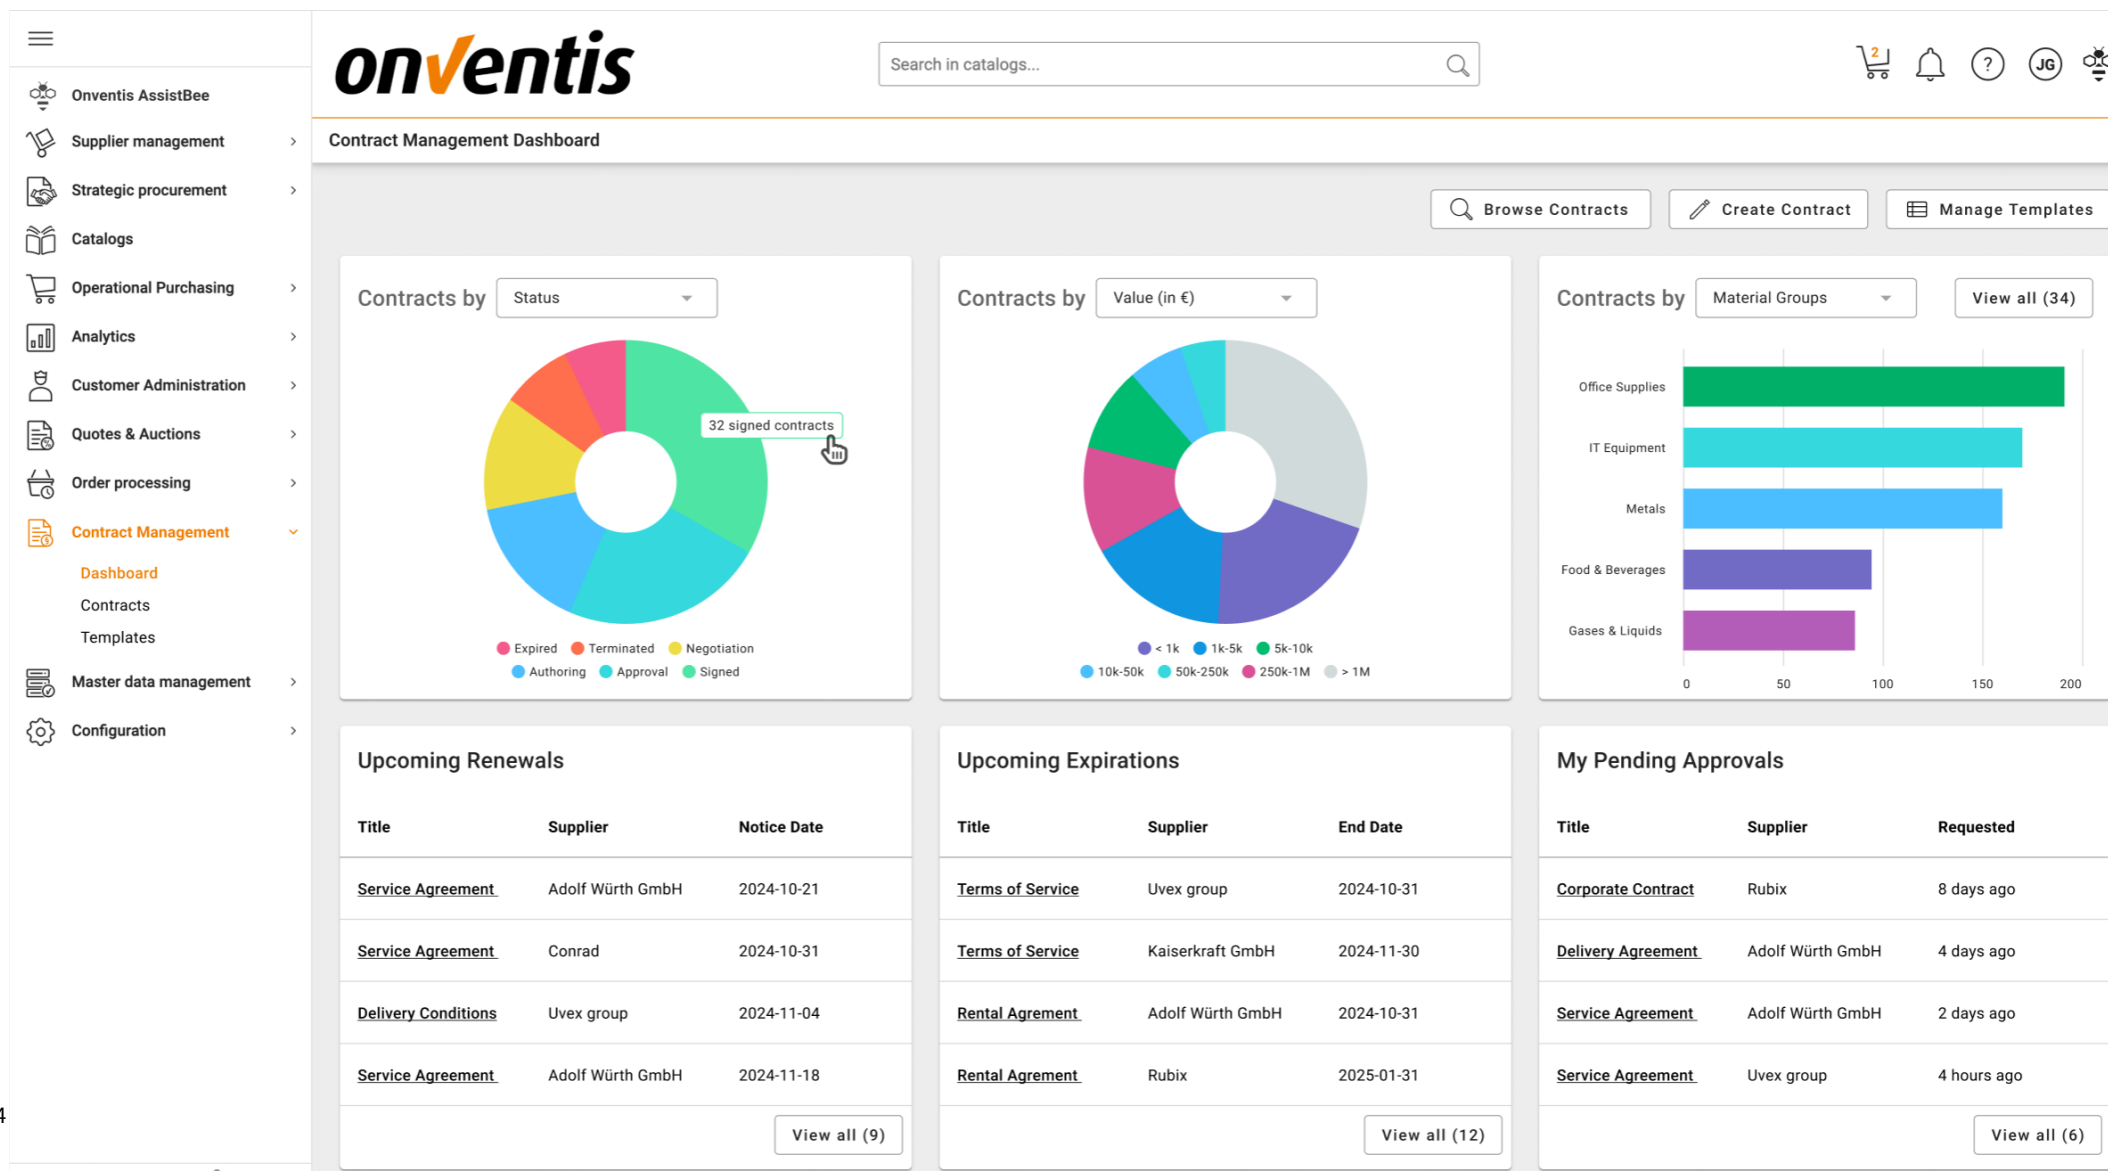 onventis
Search in catalogs...
2
?
JG
Onventis AssistBee
Supplier management
Strategic procurement
Catalogs
Operational Purchasing
Analytics
Customer Administration
Quotes & Auctions
Order processing
Contract Management
Dashboard
Contracts
Templates
Master data management
Configuration
4
Contract Management Dashboard
Browse Contracts
Create Contract
Manage Templates
Contracts by Status
32 signed contracts
Expired Terminated Negotiation
Authoring Approval Signed
Contracts by Value (in €)
< 1k 1k-5k 5k-10k
10k-50k 50k-250k 250k-1M > 1M
Contracts by Material Groups View all (34)
Office Supplies
IT Equipment
Metals
Food & Beverages
Gases & Liquids
0 50 100 150 200
Upcoming Renewals
Title Supplier Notice Date
Service Agreement Adolf Würth GmbH 2024-10-21
Service Agreement Conrad 2024-10-31
Delivery Conditions Uvex group 2024-11-04
Service Agreement Adolf Würth GmbH 2024-11-18
View all (9)
Upcoming Expirations
Title Supplier End Date
Terms of Service Uvex group 2024-10-31
Terms of Service Kaiserkraft GmbH 2024-11-30
Rental Agrement Adolf Würth GmbH 2024-10-31
Rental Agrement Rubix 2025-01-31
View all (12)
My Pending Approvals
Title Supplier Requested
Corporate Contract Rubix 8 days ago
Delivery Agreement Adolf Würth GmbH 4 days ago
Service Agreement Adolf Würth GmbH 2 days ago
Service Agreement Uvex group 4 hours ago
View all (6)